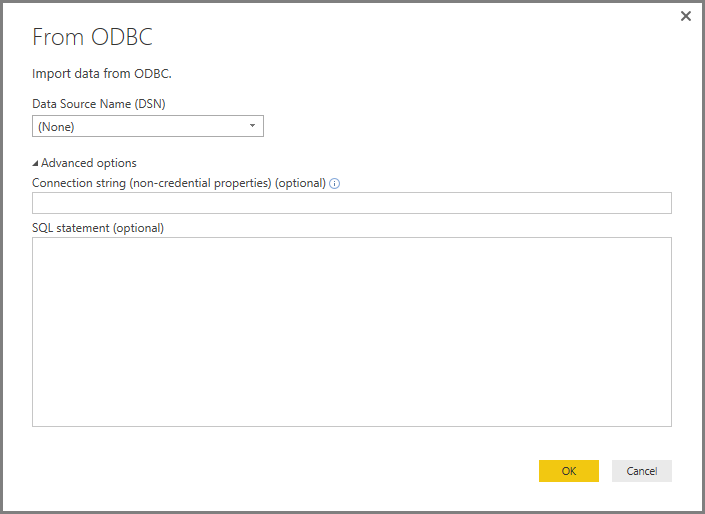 From ODBC
Import data from ODBC.
Data Source Name (DSN)
(None)
Advanced options
Connection string (non-credential properties) (optional)
SQL statement (optional)
OK
Cancel